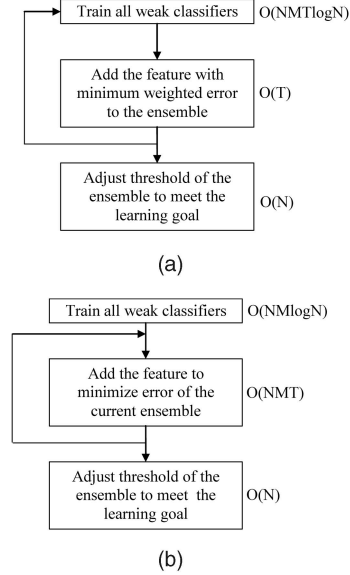 Train all weak classifiers O(NMTlogN)
Add the feature with
minimum weighted error
to the ensemble
O(T)
Adjust threshold of the
ensemble to meet the
learning goal
O(N)
(a)
Train all weak classifiers O(NMlogN)
Add the feature to
minimize error of the
current ensemble
O(NMT)
Adjust threshold of the
ensemble to meet the
learning goal
O(N)
(b)